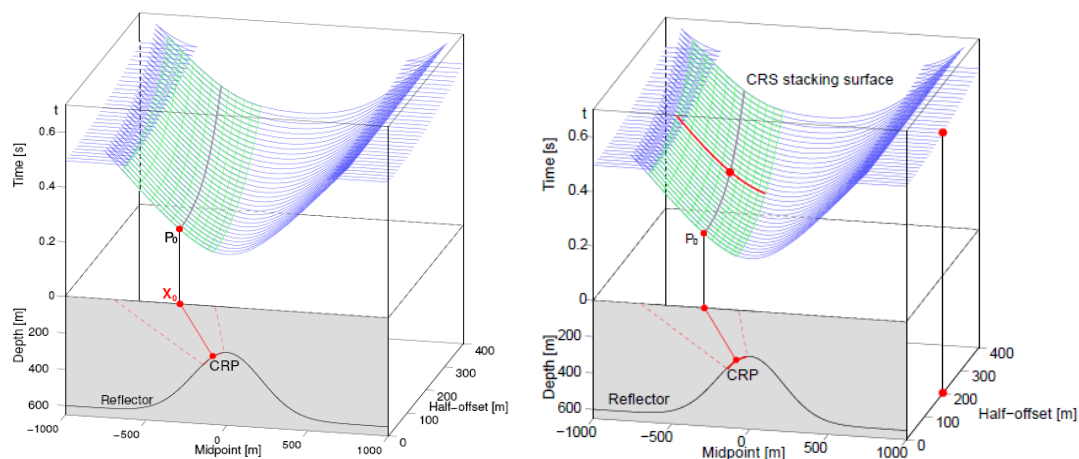 t
0.6
Time [s]
0.4
0.2
P₀
0
X₀
200
Depth [m]
400
CRP
600
Reflector
−1000
−500
0
Midpoint [m]
500
1000
0
100
200
300
400
Half−offset [m]
CRS stacking surface
t
0.6
Time [s]
0.4
0.2
P₀
0
200
Depth [m]
400
CRP
600
Reflector
−1000
−500
0
Midpoint [m]
500
1000
0
100
200
300
400
Half−offset [m]